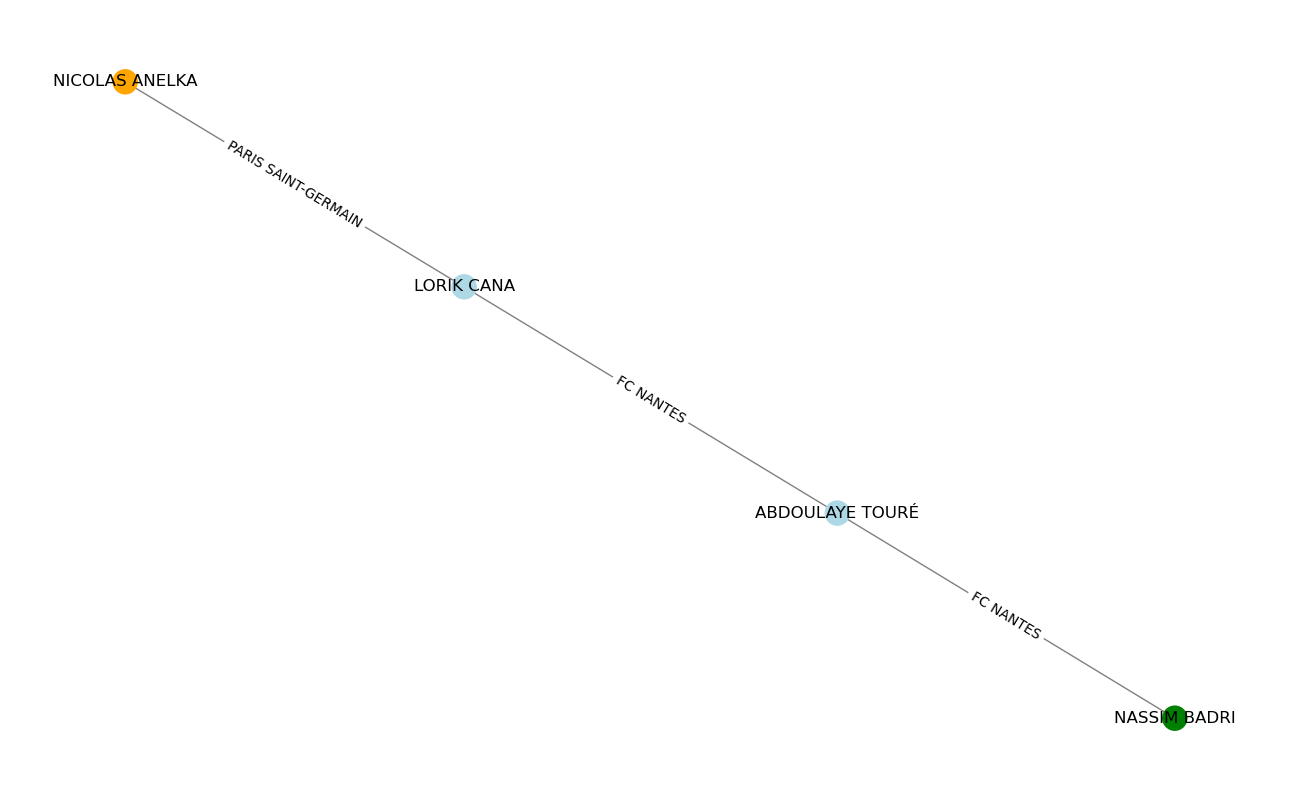 NICOLAS ANELKA
PARIS SAINT-GERMAIN
LORIK CANA
FC NANTES
ABDOULAYE TOURÉ
FC NANTES
NASSIM BADRI